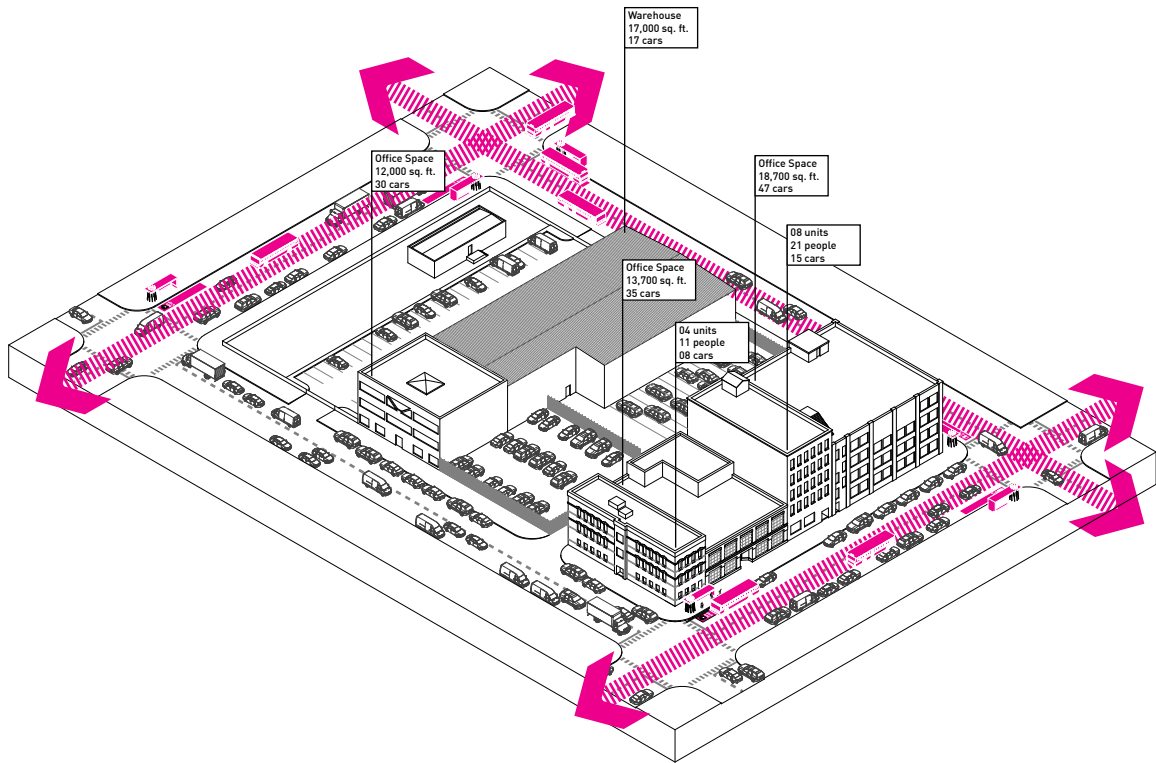 Warehouse
17,000 sq. ft.
17 cars
Office Space
12,000 sq. ft.
30 cars
Office Space
18,700 sq. ft.
47 cars
08 units
21 people
15 cars
Office Space
13,700 sq. ft.
35 cars
04 units
11 people
08 cars